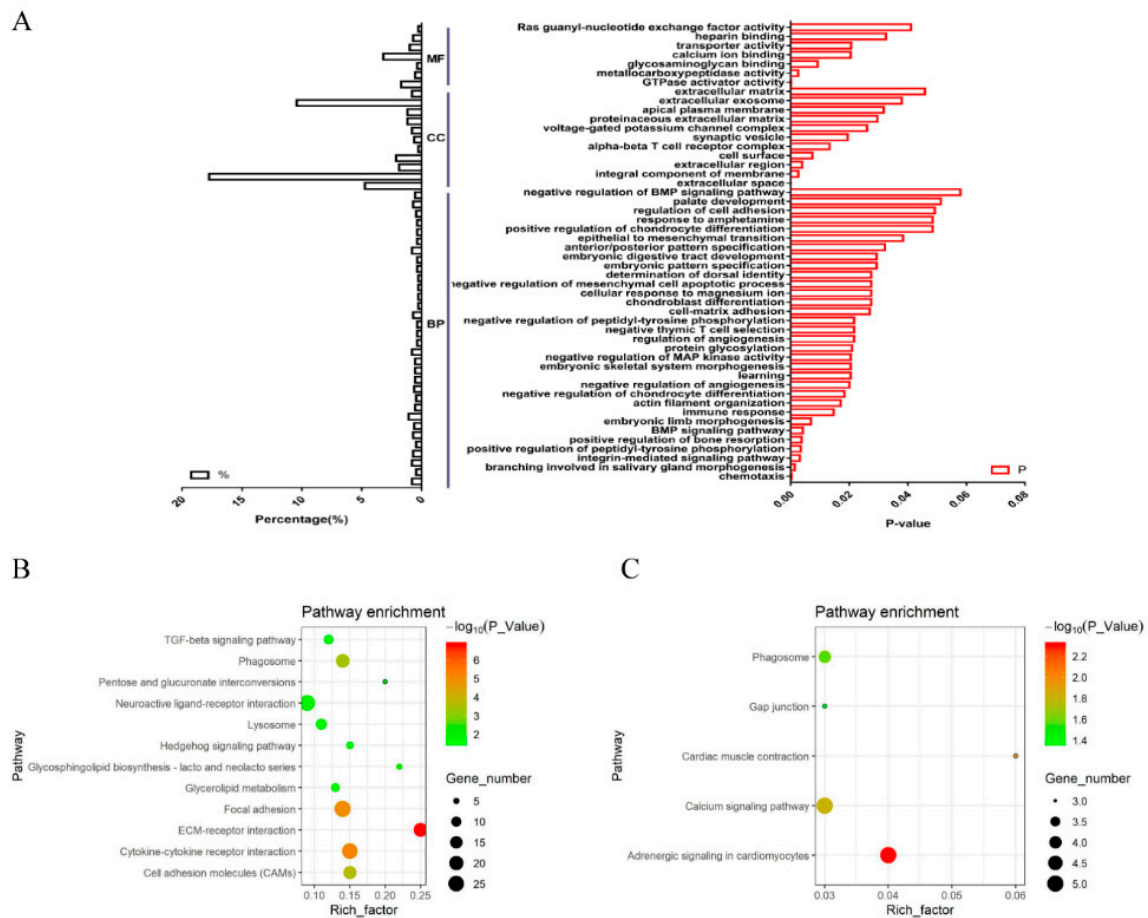 A
MF
CC
BP
Ras guanyl-nucleotide exchange factor activity
heparin binding
transporter activity
calcium ion binding
glycosaminoglycan binding
metallocarboxypeptidase activity
GTPase activator activity
extracellular matrix
extracellular exosome
apical plasma membrane
proteinaceous extracellular matrix
voltage-gated potassium channel complex
synaptic vesicle
alpha-beta T cell receptor complex
cell surface
extracellular region
integral component of membrane
extracellular space
negative regulation of BMP signaling pathway
palate development
regulation of cell adhesion
response to amphetamine
positive regulation of chondrocyte differentiation
epithelial to mesenchymal transition
anterior/posterior pattern specification
embryonic digestive tract development
embryonic pattern specification
determination of dorsal identity
negative regulation of mesenchymal cell apoptotic process
cellular response to magnesium ion
chondroblast differentiation
cell-matrix adhesion
negative regulation of peptidyl-tyrosine phosphorylation
negative thymic T cell selection
regulation of angiogenesis
protein glycosylation
negative regulation of MAP kinase activity
embryonic skeletal system morphogenesis
learning
negative regulation of angiogenesis
negative regulation of chondrocyte differentiation
actin filament organization
immune response
embryonic limb morphogenesis
BMP signaling pathway
positive regulation of bone resorption
positive regulation of peptidyl-tyrosine phosphorylation
integrin-mediated signaling pathway
branching involved in salivary gland morphogenesis
chemotaxis
%
P
20 15 10 5 0
Percentage(%)
0.00 0.02 0.04 0.06 0.08
P-value
B
Pathway enrichment
Pathway
TGF-beta signaling pathway
Phagosome
Pentose and glucuronate interconversions
Neuroactive ligand-receptor interaction
Lysosome
Hedgehog signaling pathway
Glycosphingolipid biosynthesis - lacto and neolacto series
Glycerolipid metabolism
Focal adhesion
ECM-receptor interaction
Cytokine-cytokine receptor interaction
Cell adhesion molecules (CAMs)
0.10 0.15 0.20 0.25
Rich_factor
−log10(P_Value)
6
5
4
3
2
Gene_number
5
10
15
20
25
C
Pathway enrichment
Pathway
Phagosome
Gap junction
Cardiac muscle contraction
Calcium signaling pathway
Adrenergic signaling in cardiomyocytes
0.03 0.04 0.05 0.06
Rich_factor
−log10(P_Value)
2.2
2.0
1.8
1.6
1.4
Gene_number
3.0
3.5
4.0
4.5
5.0